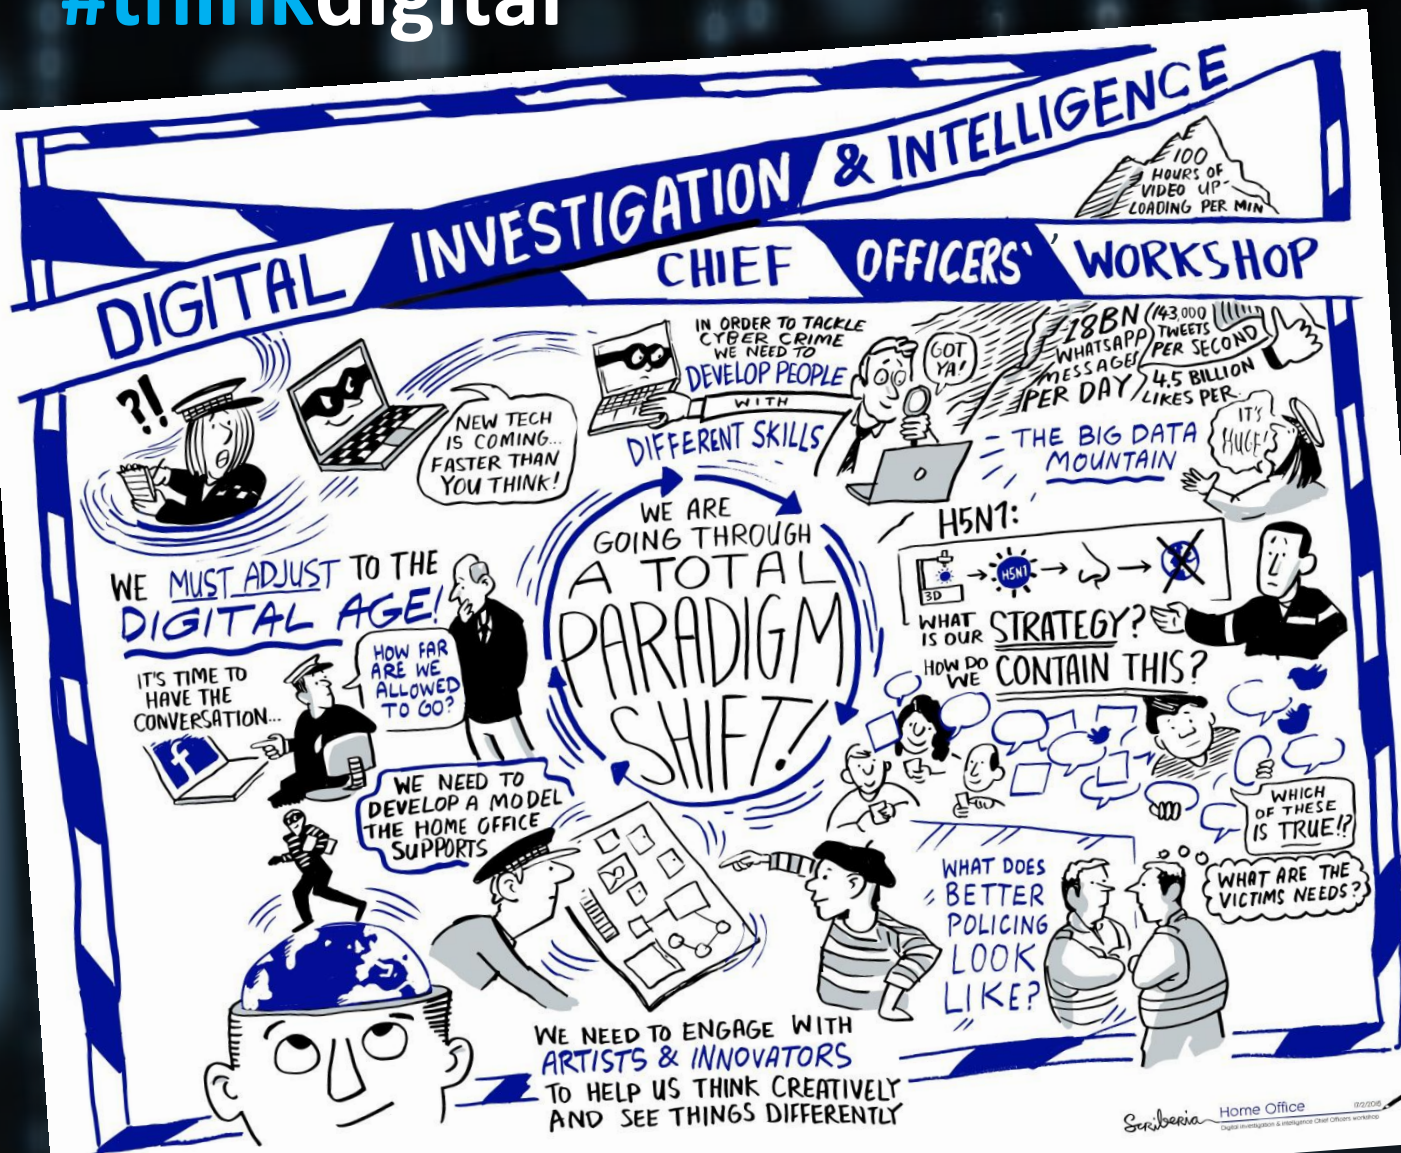 #thinkdigital
DIGITAL INVESTIGATION & INTELLIGENCE
CHIEF OFFICERS' WORKSHOP
100
HOURS OF
VIDEO UP-
LOADING PER MIN
?!
NEW TECH
IS COMING...
FASTER THAN
YOU THINK!
IN ORDER TO TACKLE
CYBER CRIME
WE NEED TO
DEVELOP PEOPLE
WITH
DIFFERENT SKILLS
GOT
YA!
18BN
WHATSAPP
MESSAGES
PER DAY
143,000
TWEETS
PER SECOND
4.5 BILLION
LIKES PER
THE BIG DATA
MOUNTAIN
IT'S
HUGE!
WE MUST ADJUST TO THE
DIGITAL AGE!
IT'S TIME TO
HAVE THE
CONVERSATION...
f
HOW FAR
ARE WE
ALLOWED
TO GO?
WE ARE
GOING THROUGH
A TOTAL
PARADIGM
SHIFT!
H5N1:
3D
H5N1
WHAT
IS OUR STRATEGY?
HOW DO
WE CONTAIN THIS?
WHICH
OF THESE
IS TRUE!?
WE NEED TO
DEVELOP A MODEL
THE HOME OFFICE
SUPPORTS
WHAT DOES
BETTER
POLICING
LOOK
LIKE?
WHAT ARE THE
VICTIMS NEEDS?
WE NEED TO ENGAGE WITH
ARTISTS & INNOVATORS
TO HELP US THINK CREATIVELY
AND SEE THINGS DIFFERENTLY
Scriberia
Home Office
Digital Investigation & Intelligence Chief Officers workshop